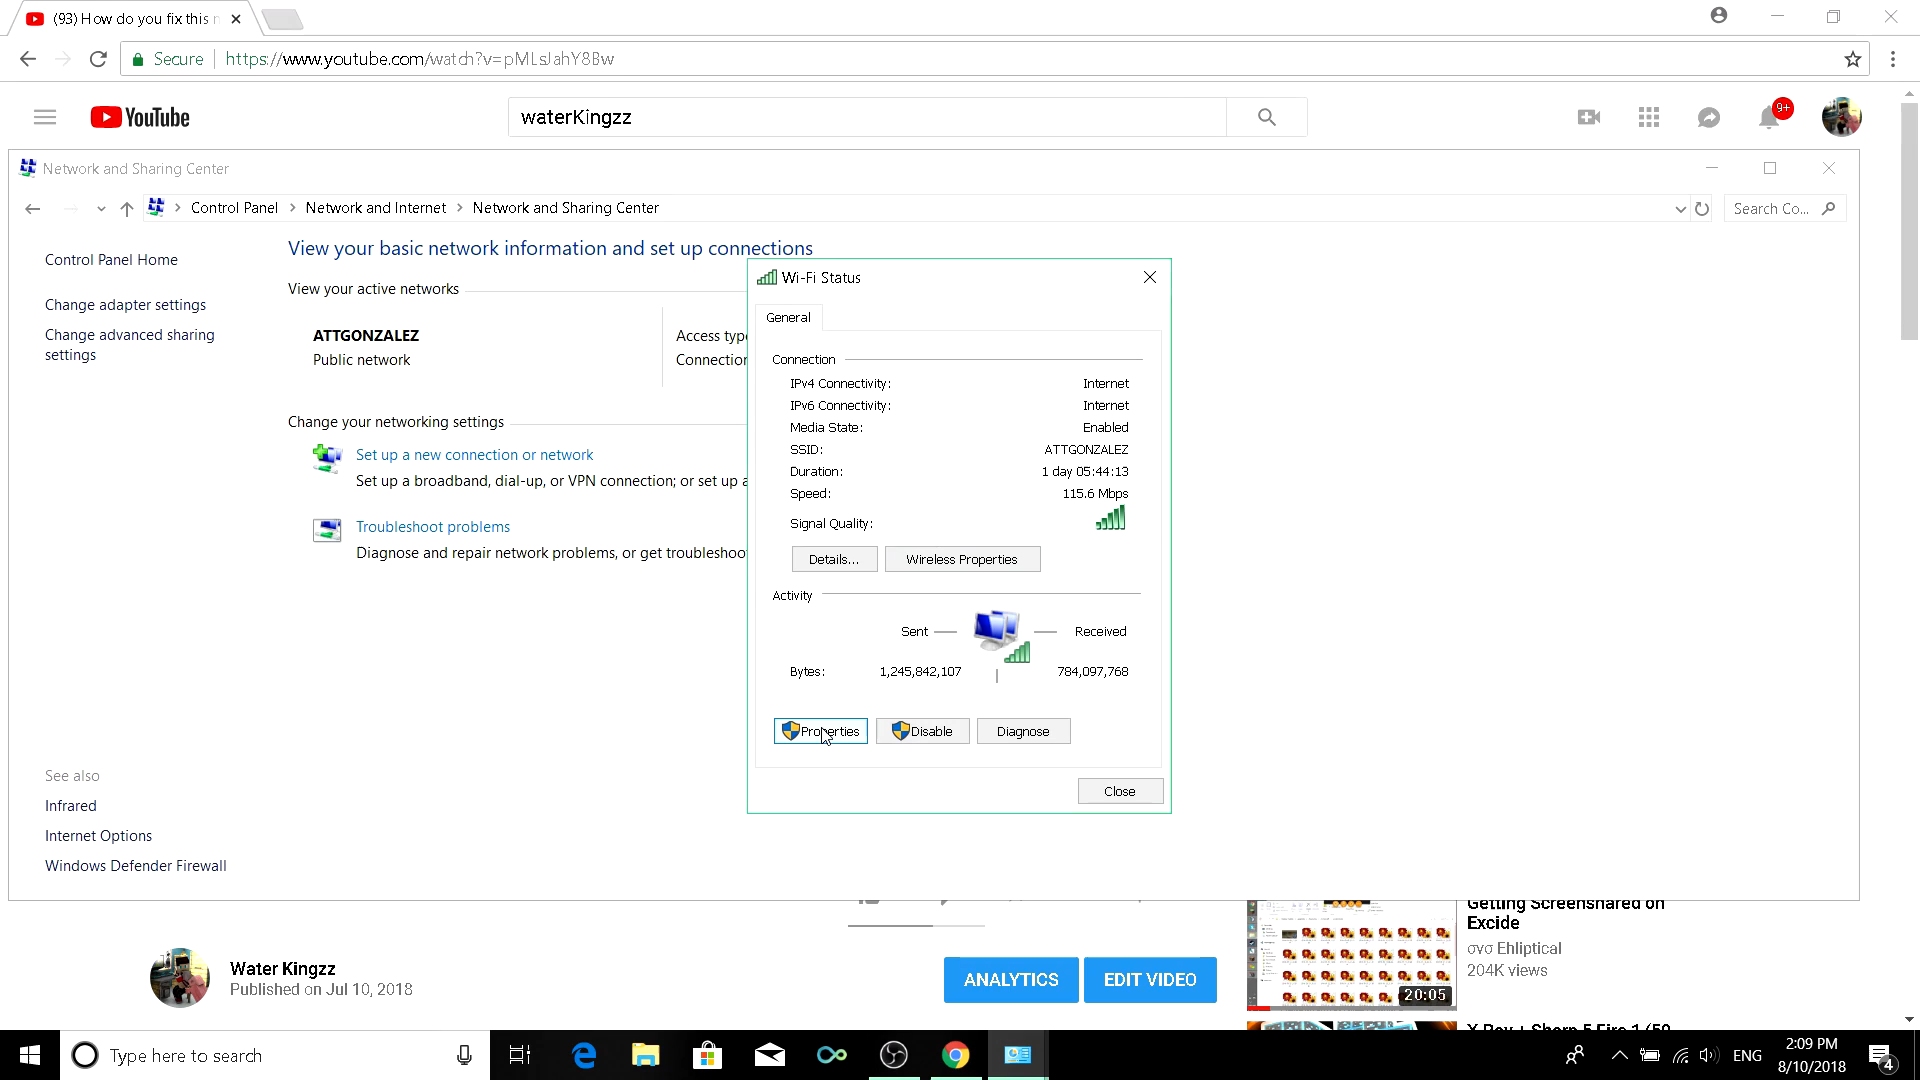 (93) How do you fix this
Secure
https://www.youtube.com/watch?v=pMLsJahY8Bw
YouTube
waterKingzz
9+
Network and Sharing Center
Control Panel > Network and Internet > Network and Sharing Center
Search Co...
Control Panel Home
Change adapter settings
Change advanced sharing
settings
View your basic network information and set up connections
View your active networks
ATTGONZALEZ
Public network
Access type
Connection
Change your networking settings
Set up a new connection or network
Set up a broadband, dial-up, or VPN connection; or set up a
Troubleshoot problems
Diagnose and repair network problems, or get troubleshoo
See also
Infrared
Internet Options
Windows Defender Firewall
Wi-Fi Status
General
Connection
IPv4 Connectivity: Internet
IPv6 Connectivity: Internet
Media State: Enabled
SSID: ATTGONZALEZ
Duration: 1 day 05:44:13
Speed: 115.6 Mbps
Signal Quality:
Details...
Wireless Properties
Activity
Sent
Received
Bytes: 1,245,842,107 784,097,768
Properties
Disable
Diagnose
Close
Water Kingzz
Published on Jul 10, 2018
ANALYTICS
EDIT VIDEO
20:05
Getting Screenshared on
Excide
σνσ Ehliptical
204K views
Type here to search
ENG
2:09 PM
8/10/2018
4